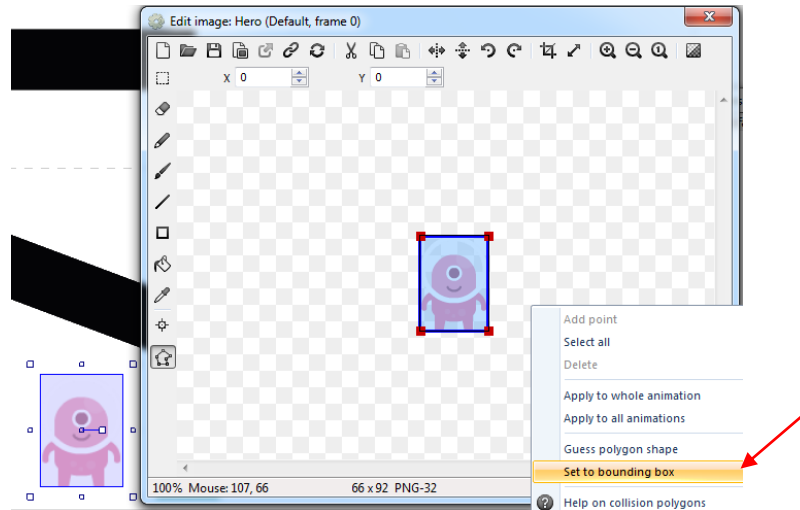 Edit image: Hero (Default, frame 0)
X 0 Y 0
Add point
Select all
Delete
Apply to whole animation
Apply to all animations
Guess polygon shape
Set to bounding box
Help on collision polygons
100% Mouse: 107, 66 66 x 92 PNG-32